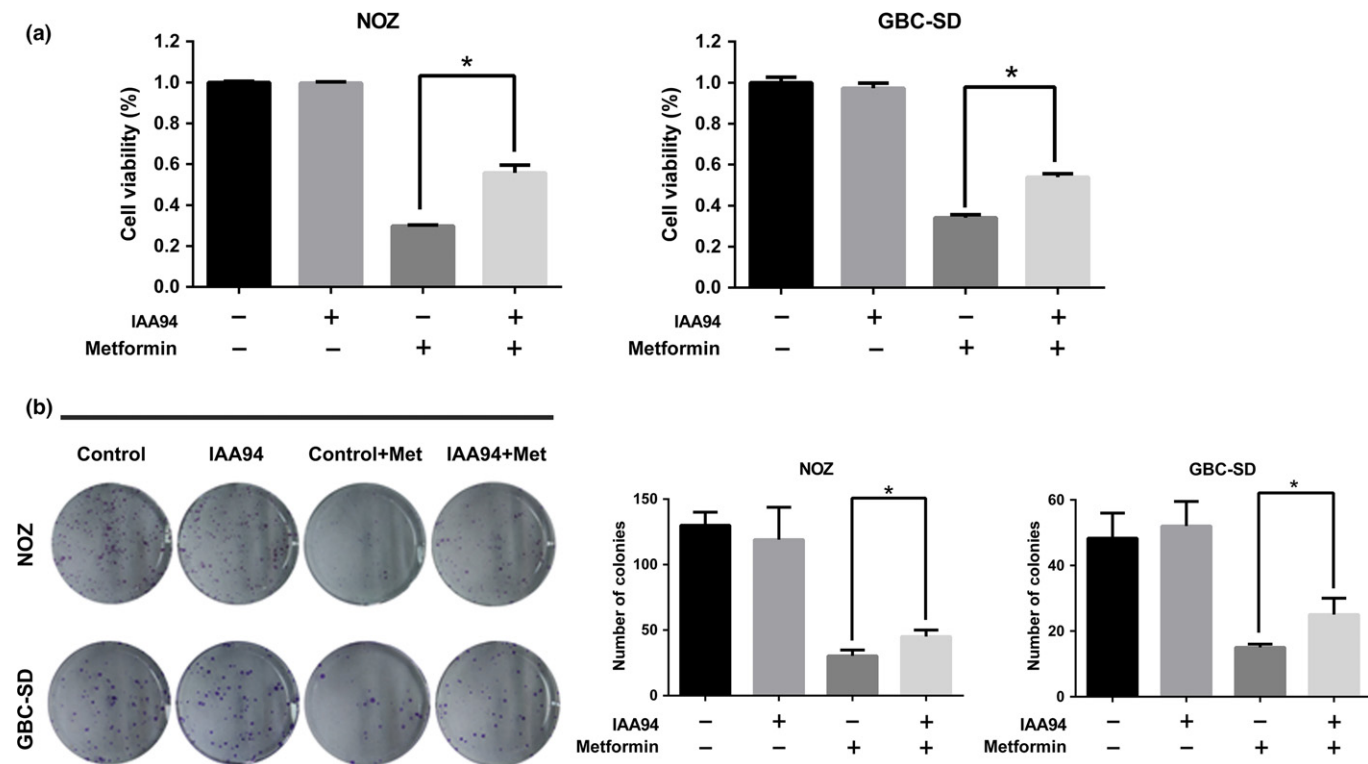 (a)
NOZ
Cell viability (%)
1.2
1.0
0.8
0.6
0.4
0.2
0.0
*
IAA94 – + – +
Metformin – – + +
GBC-SD
Cell viability (%)
1.2
1.0
0.8
0.6
0.4
0.2
0.0
*
IAA94 – + – +
Metformin – – + +
(b)
Control IAA94 Control+Met IAA94+Met
NOZ
GBC-SD
NOZ
Number of colonies
150
100
50
0
*
IAA94 – + – +
Metformin – – + +
GBC-SD
Number of colonies
60
40
20
0
*
IAA94 – + – +
Metformin – – + +